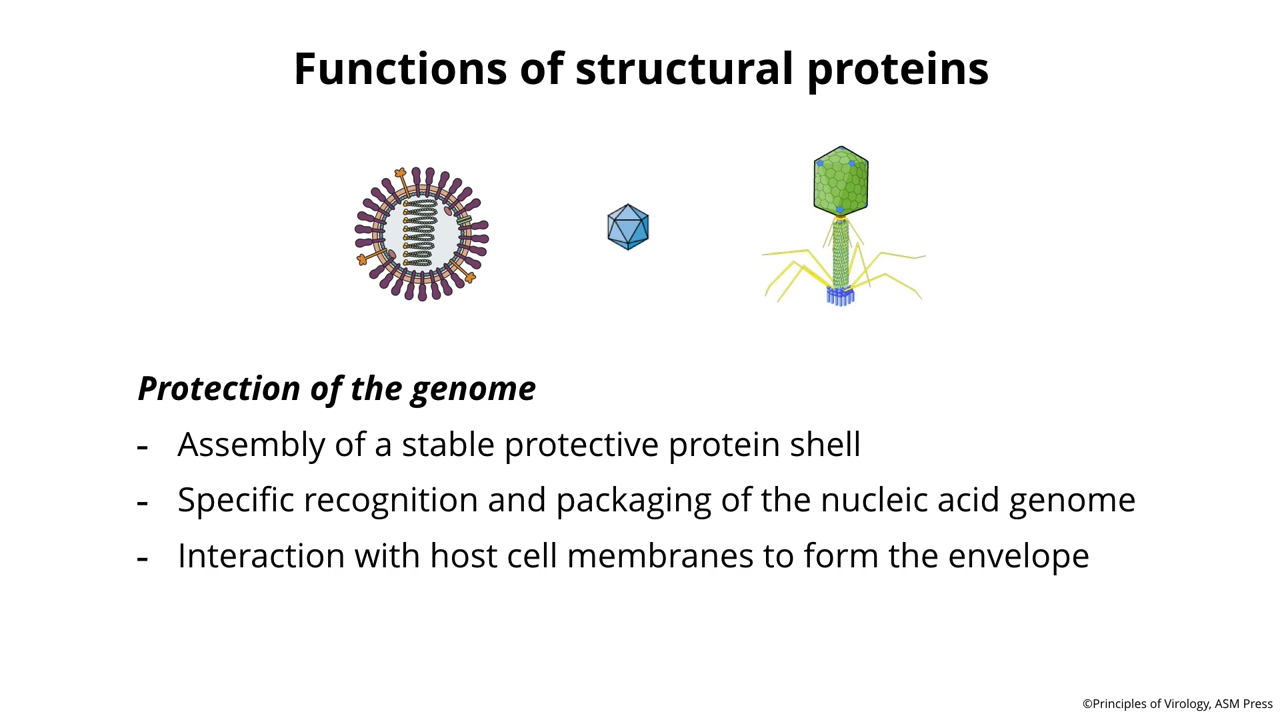 Functions of structural proteins
Protection of the genome
- Assembly of a stable protective protein shell
- Specific recognition and packaging of the nucleic acid genome
- Interaction with host cell membranes to form the envelope
©Principles of Virology, ASM Press